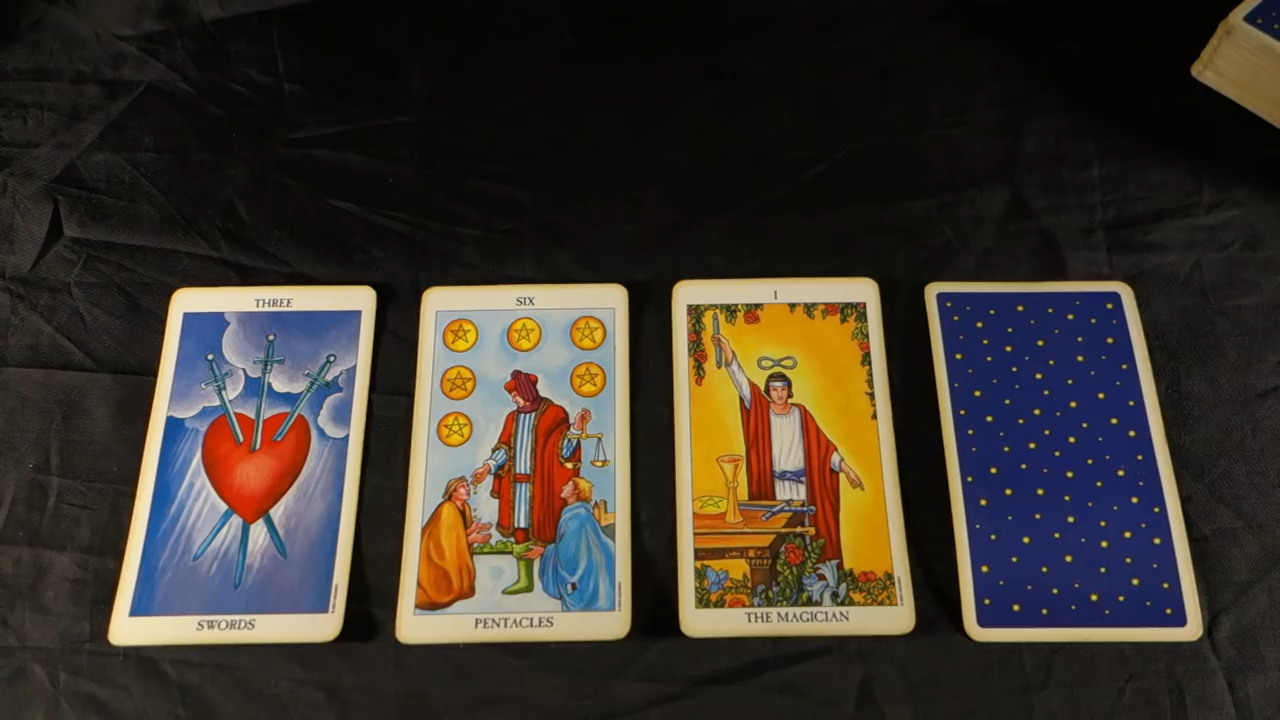 THREE
SWORDS
SIX
PENTACLES
I
THE MAGICIAN